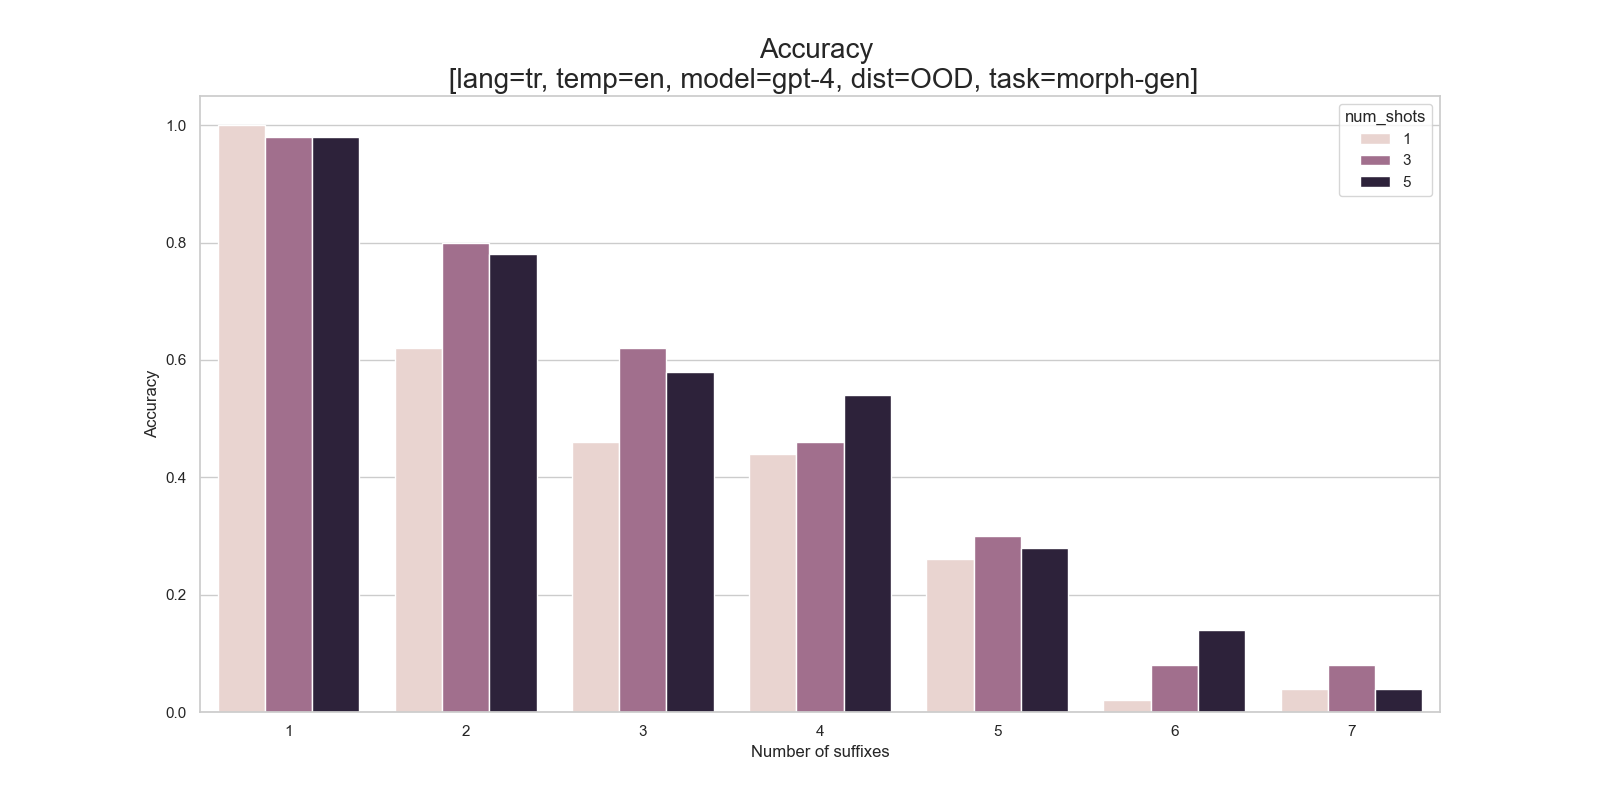 Accuracy
[lang=tr, temp=en, model=gpt-4, dist=OOD, task=morph-gen]
num_shots
1
3
5
1.0
0.8
0.6
0.4
0.2
0.0
Accuracy
1 2 3 4 5 6 7
Number of suffixes